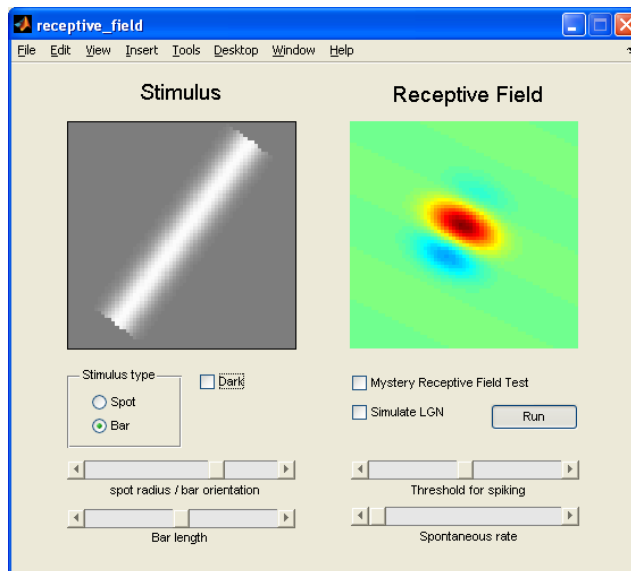 receptive_field
File Edit View Insert Tools Desktop Window Help
Stimulus
Receptive Field
Stimulus type
Spot
Bar
Dark
Mystery Receptive Field Test
Simulate LGN
Run
spot radius / bar orientation
Threshold for spiking
Bar length
Spontaneous rate